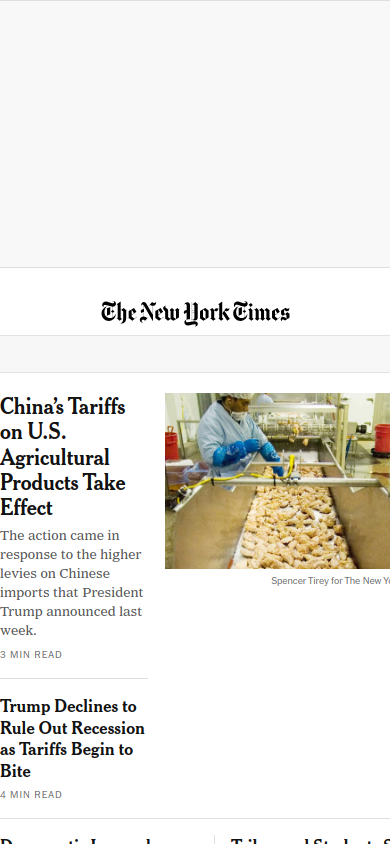 The New York Times
China’s Tariffs
on U.S.
Agricultural
Products Take
Effect
The action came in
response to the higher
levies on Chinese
imports that President
Trump announced last
week.
3 MIN READ
Spencer Tirey for The New
Trump Declines to
Rule Out Recession
as Tariffs Begin to
Bite
4 MIN READ